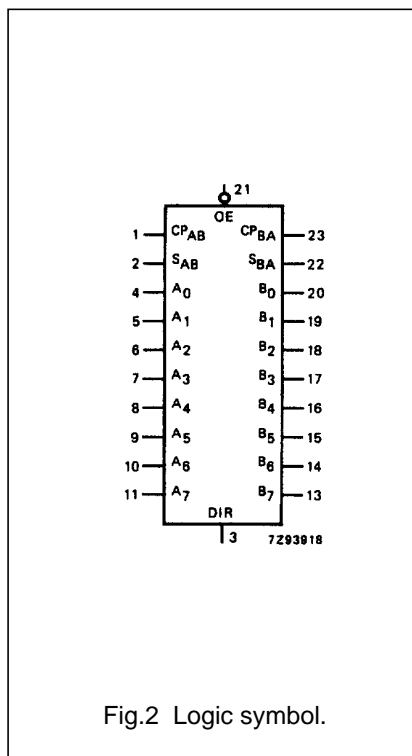 21
OE
1 CPAB CPBA 23
2 SAB SBA 22
4 A0 B0 20
5 A1 B1 19
6 A2 B2 18
7 A3 B3 17
8 A4 B4 16
9 A5 B5 15
10 A6 B6 14
11 A7 B7 13
DIR
3 7Z93918
Fig.2 Logic symbol.